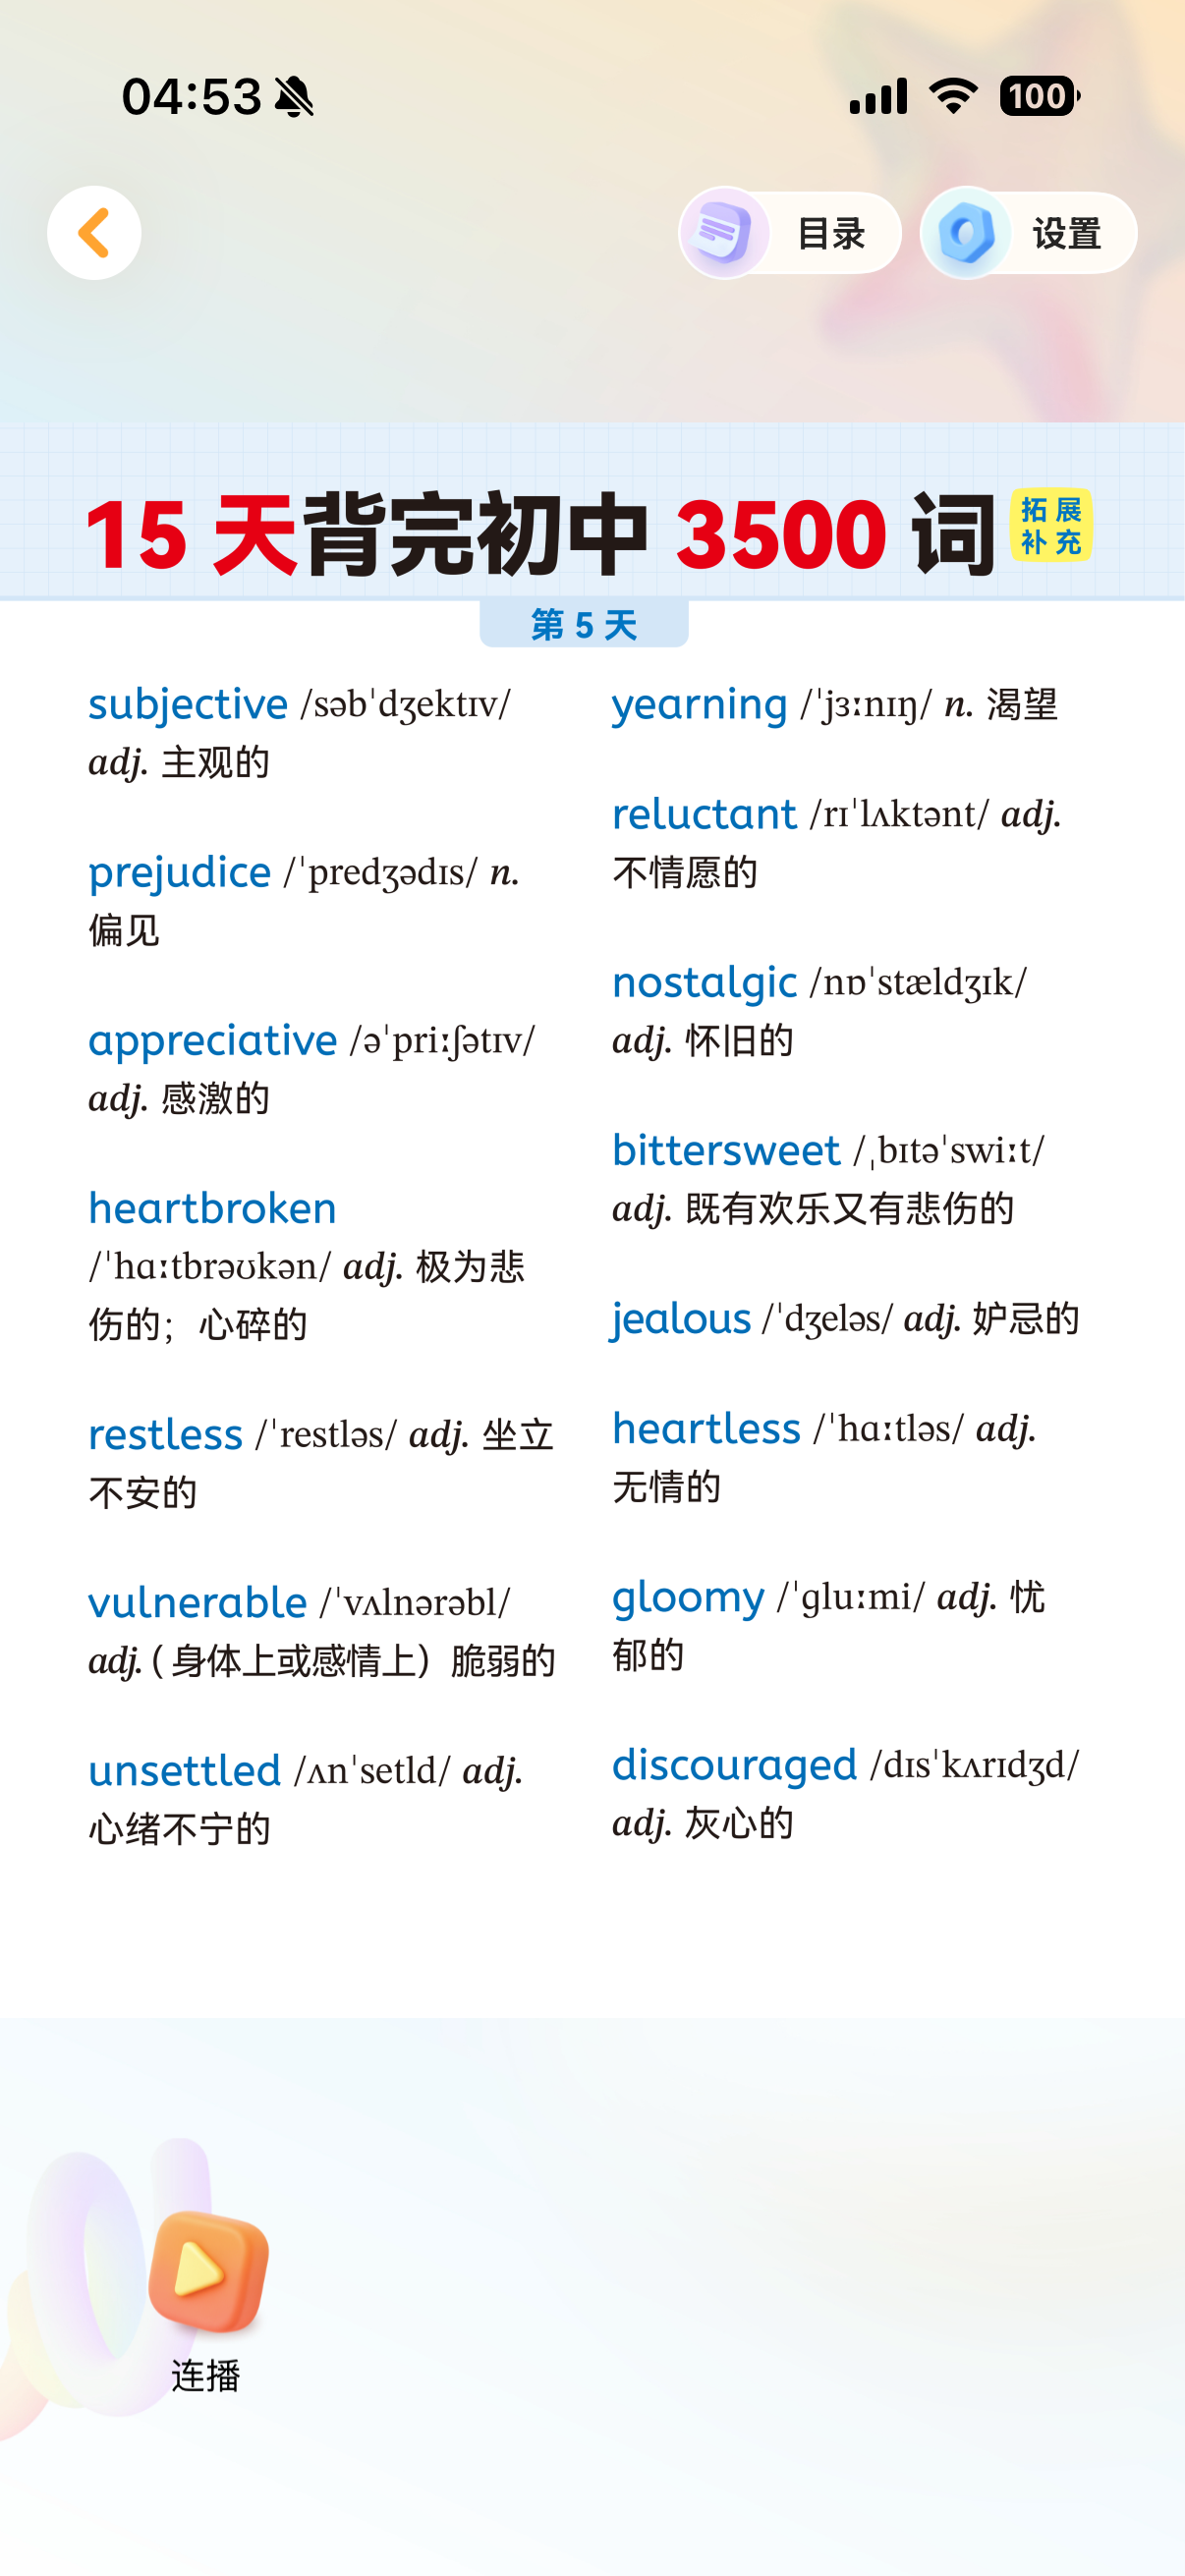 04:53
100
目录
设置
15 天背完初中 3500 词
拓展
补充
第 5 天
subjective /səbˈdʒektɪv/
adj. 主观的
prejudice /ˈpredʒədɪs/ n.
偏见
appreciative /əˈpriːʃətɪv/
adj. 感激的
heartbroken
/ˈhɑːtbrəʊkən/ adj. 极为悲
伤的；心碎的
restless /ˈrestləs/ adj. 坐立
不安的
vulnerable /ˈvʌlnərəbl/
adj.（身体上或感情上）脆弱的
unsettled /ʌnˈsetld/ adj.
心绪不宁的
yearning /ˈjɜːnɪŋ/ n. 渴望
reluctant /rɪˈlʌktənt/ adj.
不情愿的
nostalgic /nɒˈstældʒɪk/
adj. 怀旧的
bittersweet /ˌbɪtəˈswiːt/
adj. 既有欢乐又有悲伤的
jealous /ˈdʒeləs/ adj. 妒忌的
heartless /ˈhɑːtləs/ adj.
无情的
gloomy /ˈɡluːmi/ adj. 忧
郁的
discouraged /dɪsˈkʌrɪdʒd/
adj. 灰心的
连播